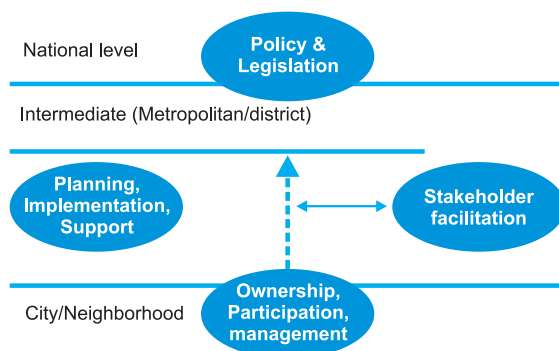 National level
Policy &
Legislation
Intermediate (Metropolitan/district)
Planning,
Implementation,
Support
Stakeholder
facilitation
City/Neighborhood
Ownership,
Participation,
management